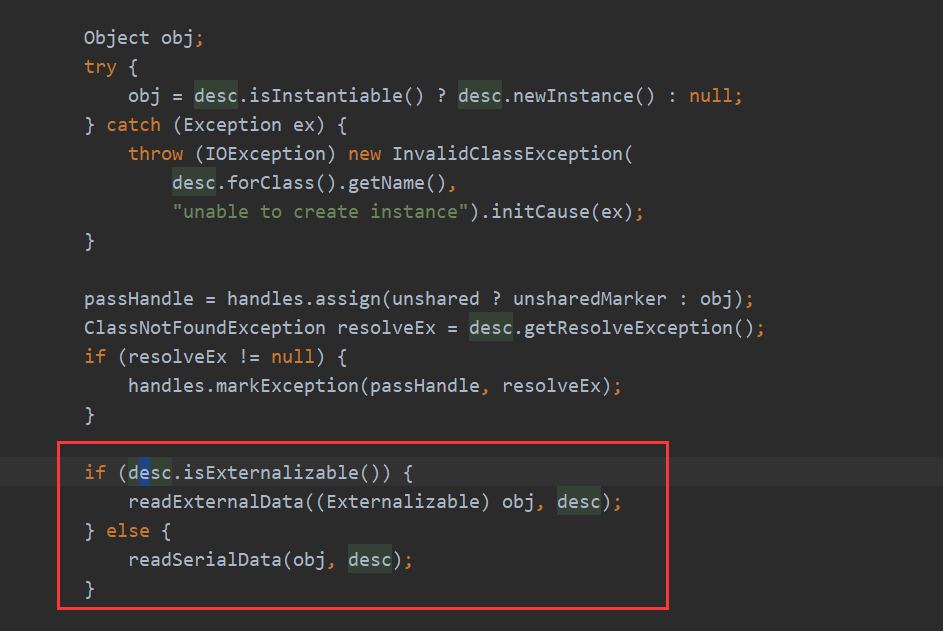 Object obj;
try {
    obj = desc.isInstantiable() ? desc.newInstance() : null;
} catch (Exception ex) {
    throw (IOException) new InvalidClassException(
        desc.forClass().getName(),
        "unable to create instance").initCause(ex);
}

passHandle = handles.assign(unshared ? unsharedMarker : obj);
ClassNotFoundException resolveEx = desc.getResolveException();
if (resolveEx != null) {
    handles.markException(passHandle, resolveEx);
}

if (desc.isExternalizable()) {
    readExternalData((Externalizable) obj, desc);
} else {
    readSerialData(obj, desc);
}